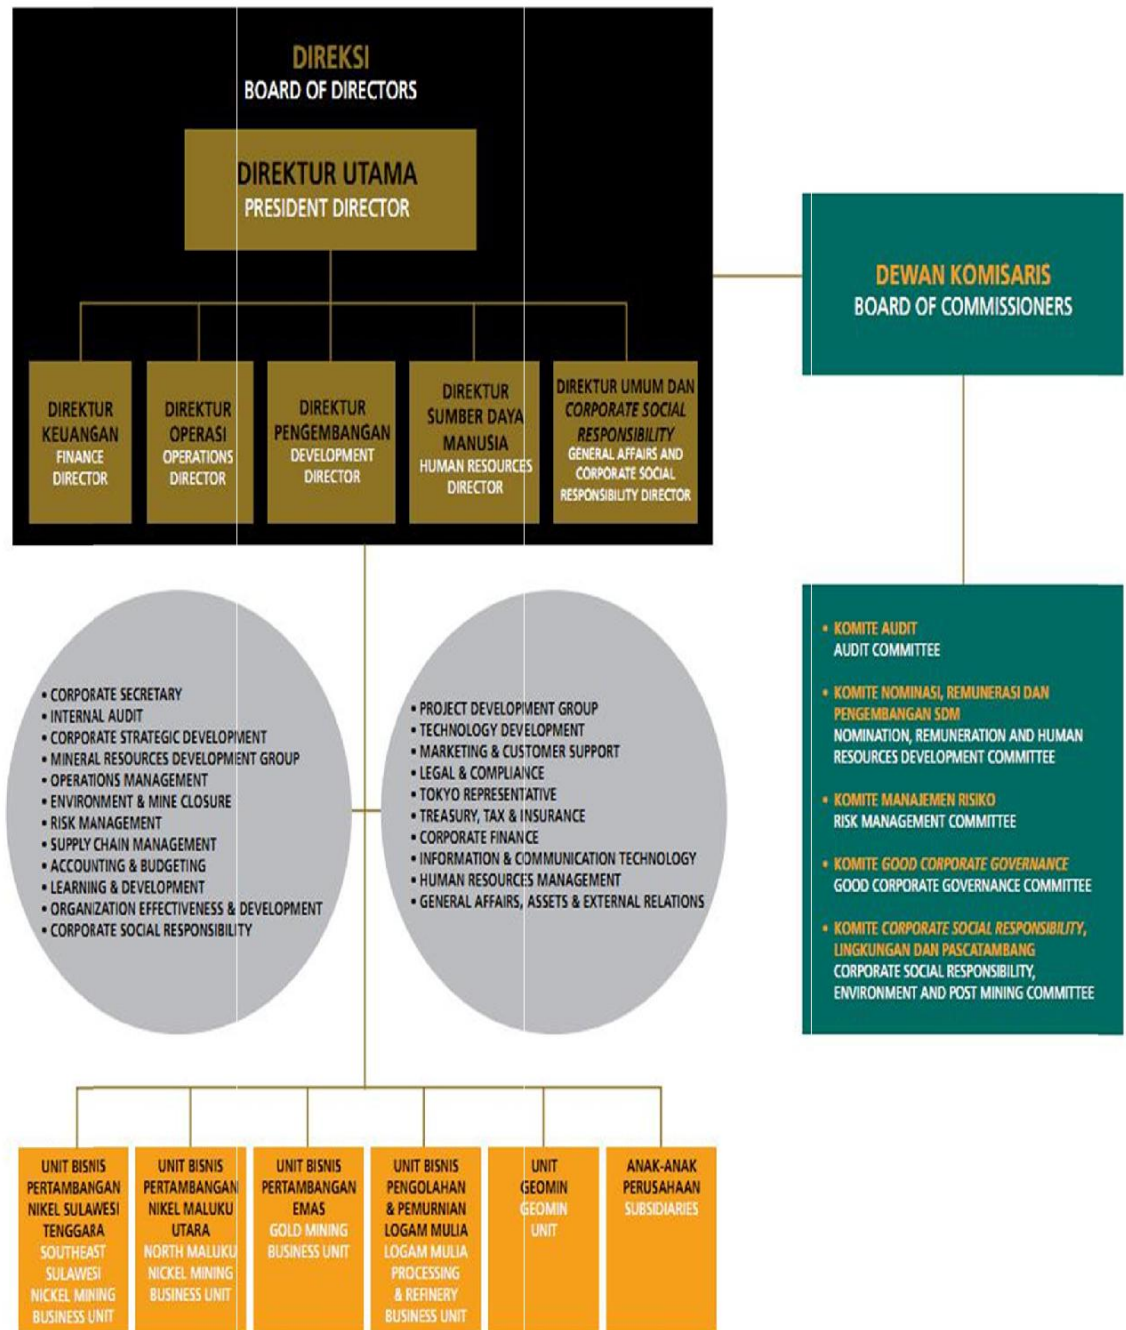 DIREKSI
BOARD OF DIRECTORS
DIREKTUR UTAMA
PRESIDENT DIRECTOR
DIREKTUR
KEUANGAN
FINANCE
DIRECTOR
DIREKTUR
OPERASI
OPERATIONS
DIRECTOR
DIREKTUR
PENGEMBANGAN
DEVELOPMENT
DIRECTOR
DIREKTUR
SUMBER DAYA
MANUSIA
HUMAN RESOURCES
DIRECTOR
DIREKTUR UMUM DAN
CORPORATE SOCIAL
RESPONSIBILITY
GENERAL AFFAIRS AND
CORPORATE SOCIAL
RESPONSIBILITY DIRECTOR
DEWAN KOMISARIS
BOARD OF COMMISSIONERS
• CORPORATE SECRETARY
• INTERNAL AUDIT
• CORPORATE STRATEGIC DEVELOPMENT
• MINERAL RESOURCES DEVELOPMENT GROUP
• OPERATIONS MANAGEMENT
• ENVIRONMENT & MINE CLOSURE
• RISK MANAGEMENT
• SUPPLY CHAIN MANAGEMENT
• ACCOUNTING & BUDGETING
• LEARNING & DEVELOPMENT
• ORGANIZATION EFFECTIVENESS & DEVELOPMENT
• CORPORATE SOCIAL RESPONSIBILITY
• PROJECT DEVELOPMENT GROUP
• TECHNOLOGY DEVELOPMENT
• MARKETING & CUSTOMER SUPPORT
• LEGAL & COMPLIANCE
• TOKYO REPRESENTATIVE
• TREASURY, TAX & INSURANCE
• CORPORATE FINANCE
• INFORMATION & COMMUNICATION TECHNOLOGY
• HUMAN RESOURCES MANAGEMENT
• GENERAL AFFAIRS, ASSETS & EXTERNAL RELATIONS
• KOMITE AUDIT
AUDIT COMMITTEE
• KOMITE NOMINASI, REMUNERASI DAN
PENGEMBANGAN SDM
NOMINATION, REMUNERATION AND HUMAN
RESOURCES DEVELOPMENT COMMITTEE
• KOMITE MANAJEMEN RISIKO
RISK MANAGEMENT COMMITTEE
• KOMITE GOOD CORPORATE GOVERNANCE
GOOD CORPORATE GOVERNANCE COMMITTEE
• KOMITE CORPORATE SOCIAL RESPONSIBILITY,
LINGKUNGAN DAN PASCATAMBANG
CORPORATE SOCIAL RESPONSIBILITY,
ENVIRONMENT AND POST MINING COMMITTEE
UNIT BISNIS
PERTAMBANGAN
NIKEL SULAWESI
TENGGARA
SOUTHEAST
SULAWESI
NICKEL MINING
BUSINESS UNIT
UNIT BISNIS
PERTAMBANGAN
NIKEL MALUKU
UTARA
NORTH MALUKU
NICKEL MINING
BUSINESS UNIT
UNIT BISNIS
PERTAMBANGAN
EMAS
GOLD MINING
BUSINESS UNIT
UNIT BISNIS
PENGOLAHAN
& PEMURNIAN
LOGAM MULIA
LOGAM MULIA
PROCESSING
& REFINERY
BUSINESS UNIT
UNIT
GEOMIN
GEOMIN
UNIT
ANAK-ANAK
PERUSAHAAN
SUBSIDIARIES